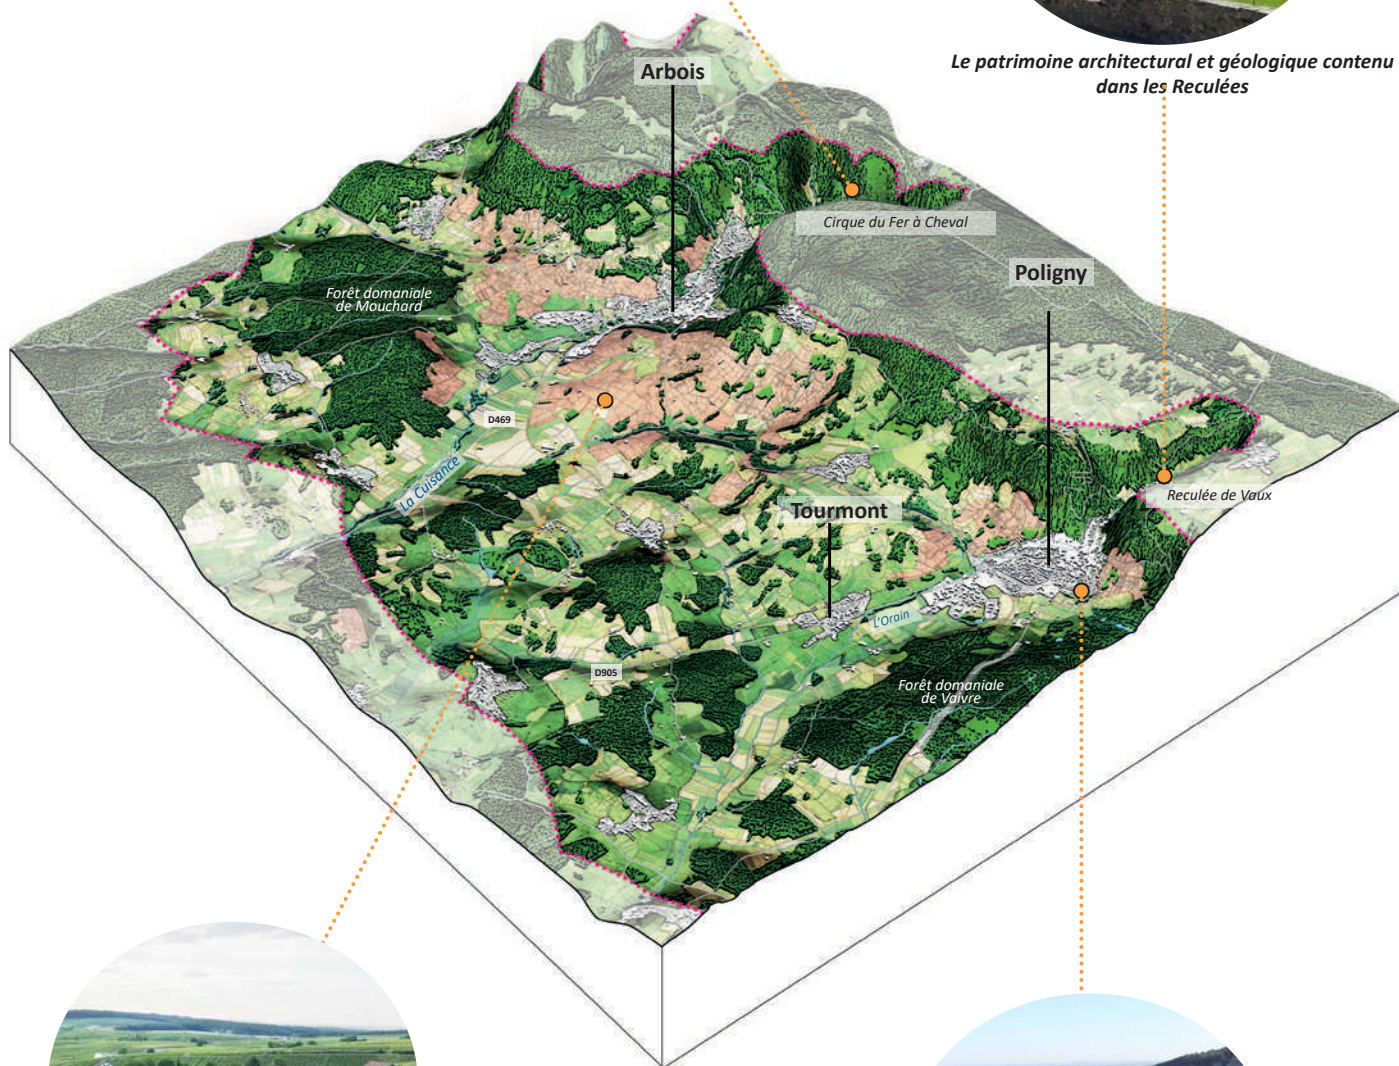 Le patrimoine architectural et géologique contenu
dans les Reculées
Arbois
Cirque du Fer à Cheval
Poligny
Forêt domaniale
de Mouchard
D469
La Cuisance
Reculée de Vaux
Tourmont
L'Orain
D905
Forêt domaniale
de Vaivre